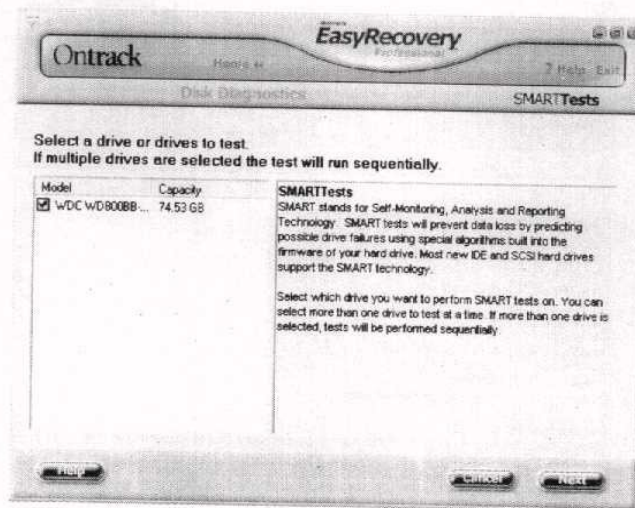 EasyRecovery
Professional
Ontrack
Home
? Help Exit
Disk Diagnostics
SMARTTests
Select a drive or drives to test.
If multiple drives are selected the test will run sequentially.
Model Capacity
WDC WD800BB-... 74.53 GB
SMARTTests
SMART stands for Self-Monitoring, Analysis and Reporting
Technology. SMART tests will prevent data loss by predicting
possible drive failures using special algorithms built into the
firmware of your hard drive. Most new IDE and SCSI hard drives
support the SMART technology.
Select which drive you want to perform SMART tests on. You can
select more than one drive to test at a time. If more than one drive is
selected, tests will be performed sequentially.
Help
Cancel
Next